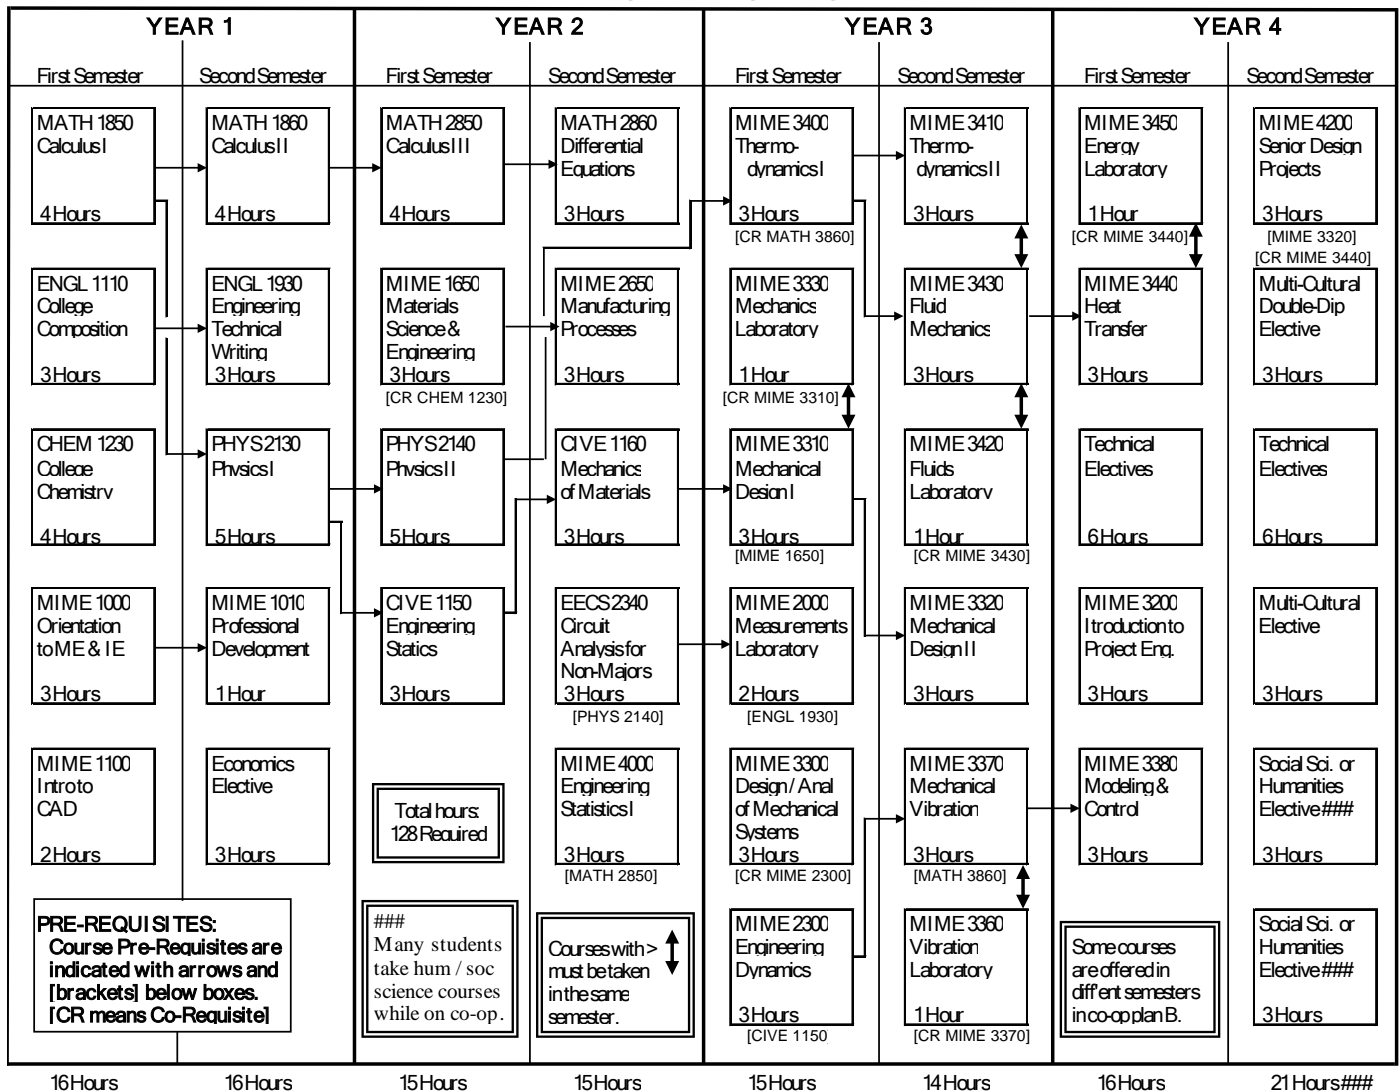 YEAR 1
YEAR 2
YEAR 3
YEAR 4
First Semester
Second Semester
First Semester
Second Semester
First Semester
Second Semester
First Semester
Second Semester
MATH 1850
Calculus I
4 Hours
MATH 1860
Calculus II
4 Hours
MATH 2850
Calculus III
4 Hours
MATH 2860
Differential
Equations
3 Hours
MIME 3400
Thermo-
dynamics I
3 Hours
[CR MATH 3860]
MIME 3410
Thermo-
dynamics II
3 Hours
MIME 3450
Energy
Laboratory
1 Hour
[CR MIME 3440]
MIME 4200
Senior Design
Projects
3 Hours
[MIME 3320]
[CR MIME 3440]
ENGL 1110
College
Composition
3 Hours
ENGL 1930
Engineering
Technical
Writing
3 Hours
MIME 1650
Materials
Science &
Engineering
3 Hours
[CR CHEM 1230]
MIME 2650
Manufacturing
Processes
3 Hours
MIME 3330
Mechanics
Laboratory
1 Hour
[CR MIME 3310]
MIME 3430
Fluid
Mechanics
3 Hours
MIME 3440
Heat
Transfer
3 Hours
Multi-Cultural
Double-Dip
Elective
3 Hours
CHEM 1230
College
Chemistry
4 Hours
PHYS 2130
Physics I
5 Hours
PHYS 2140
Physics II
5 Hours
CIVE 1160
Mechanics
of Materials
3 Hours
MIME 3310
Mechanical
Design I
3 Hours
[MIME 1650]
MIME 3420
Fluids
Laboratory
1 Hour
[CR MIME 3430]
Technical
Electives
6 Hours
Technical
Electives
6 Hours
MIME 1000
Orientation
to ME & IE
3 Hours
MIME 1010
Professional
Development
1 Hour
CIVE 1150
Engineering
Statics
3 Hours
EECS 2340
Circuit
Analysis for
Non-Majors
3 Hours
[PHYS 2140]
MIME 2000
Measurements
Laboratory
2 Hours
[ENGL 1930]
MIME 3320
Mechanical
Design II
3 Hours
MIME 3200
Itroduction to
Project Eng.
3 Hours
Multi-Cultural
Elective
3 Hours
MIME 1100
Intro to
CAD
2 Hours
Economics
Elective
3 Hours
Total hours:
128 Required
MIME 4000
Engineering
Statistics I
3 Hours
[MATH 2850]
MIME 3300
Design / Anal
of Mechanical
Systems
3 Hours
[CR MIME 2300]
MIME 3370
Mechanical
Vibration
3 Hours
[MATH 3860]
MIME 3380
Modeling &
Control
3 Hours
Social Sci. or
Humanities
Elective ###
3 Hours
PRE-REQUISITES:
Course Pre-Requisites are
indicated with arrows and
[brackets] below boxes.
[CR means Co-Requisite]
###
Many students
take hum / soc
science courses
while on co-op.
Courses with >
must be taken
in the same
semester.
MIME 2300
Engineering
Dynamics
3 Hours
[CIVE 1150
MIME 3360
Vibration
Laboratory
1 Hour
[CR MIME 3370]
Some courses
are offered in
diff'ent semesters
in co-op plan B.
Social Sci. or
Humanities
Elective ###
3 Hours
16 Hours
16 Hours
15 Hours
15 Hours
15 Hours
14 Hours
16 Hours
21 Hours ###